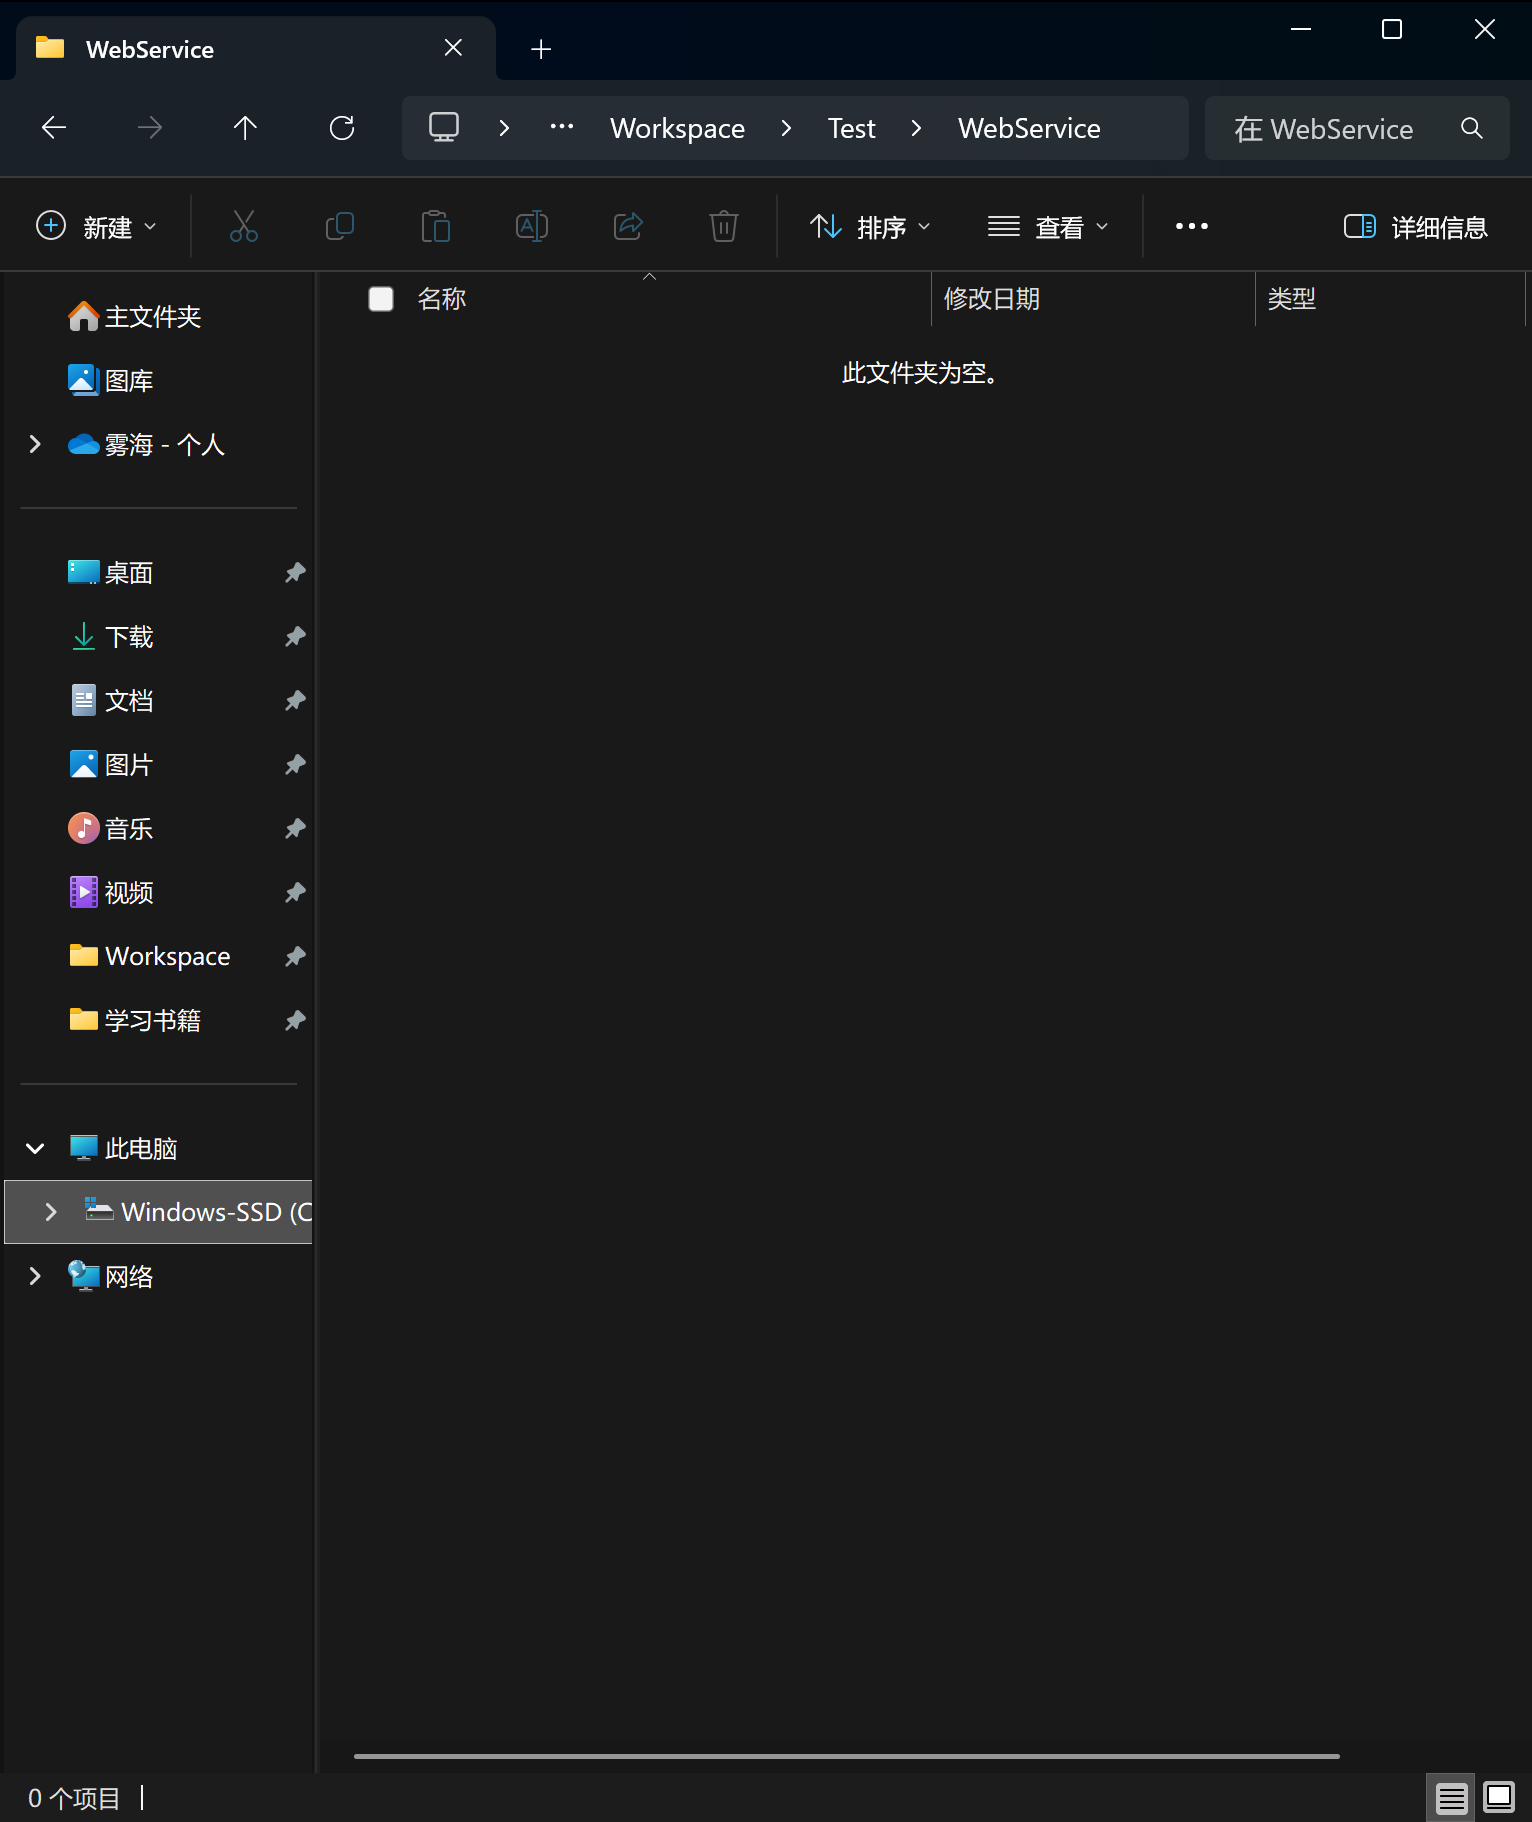 WebService
Workspace
Test
WebService
在 WebService
新建
排序
查看
详细信息
名称
修改日期
类型
此文件夹为空。
主文件夹
图库
雾海 - 个人
桌面
下载
文档
图片
音乐
视频
Workspace
学习书籍
此电脑
Windows-SSD (C
网络
0 个项目